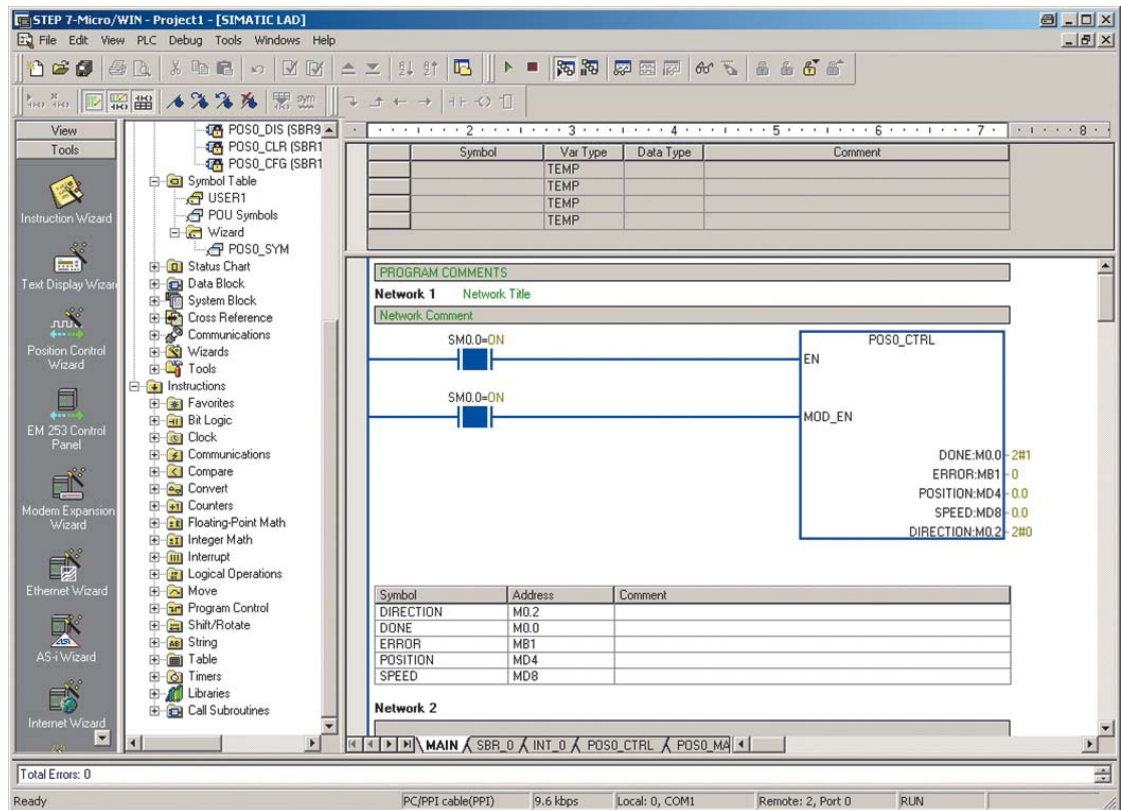 STEP 7-Micro/WIN - Project1 - [SIMATIC LAD]
File Edit View PLC Debug Tools Windows Help
View
Tools
Instruction Wizard
Text Display Wizar
Position Control
Wizard
EM 253 Control
Panel
Modem Expansion
Wizard
Ethernet Wizard
AS-i Wizard
Internet Wizard
POS0_DIS (SBR9
POS0_CLR (SBR1
POS0_CFG (SBR1
Symbol Table
USER1
POU Symbols
Wizard
POS0_SYM
Status Chart
Data Block
System Block
Cross Reference
Communications
Wizards
Tools
Instructions
Favorites
Bit Logic
Clock
Communications
Compare
Convert
Counters
Floating-Point Math
Integer Math
Interrupt
Logical Operations
Move
Program Control
Shift/Rotate
String
Table
Timers
Libraries
Call Subroutines
2 3 4 5 6 7 8
Symbol Var Type Data Type Comment
TEMP
TEMP
TEMP
TEMP
PROGRAM COMMENTS
Network 1 Network Title
Network Comment
SM0.0=ON
POS0_CTRL
EN
SM0.0=ON
MOD_EN
DONE:M0.0 2#1
ERROR:MB1 0
POSITION:MD4 0.0
SPEED:MD8 0.0
DIRECTION:M0.2 2#0
Symbol Address Comment
DIRECTION M0.2
DONE M0.0
ERROR MB1
POSITION MD4
SPEED MD8
Network 2
MAIN SBR_0 INT_0 POS0_CTRL POS0_MA
Total Errors: 0
Ready PC/PPI cable(PPI) 9.6 kbps Local: 0, COM1 Remote: 2, Port 0 RUN